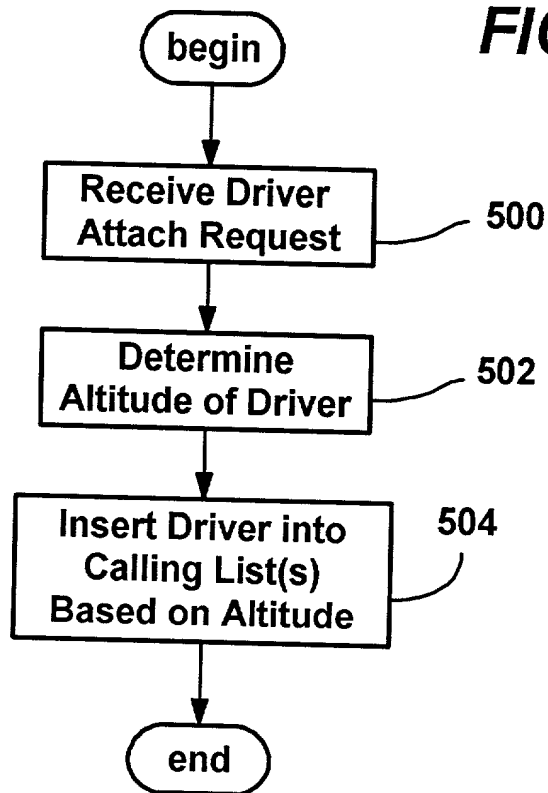 begin
Receive Driver
Attach Request
500
Determine
Altitude of Driver
502
Insert Driver into
Calling List(s)
Based on Altitude
504
end